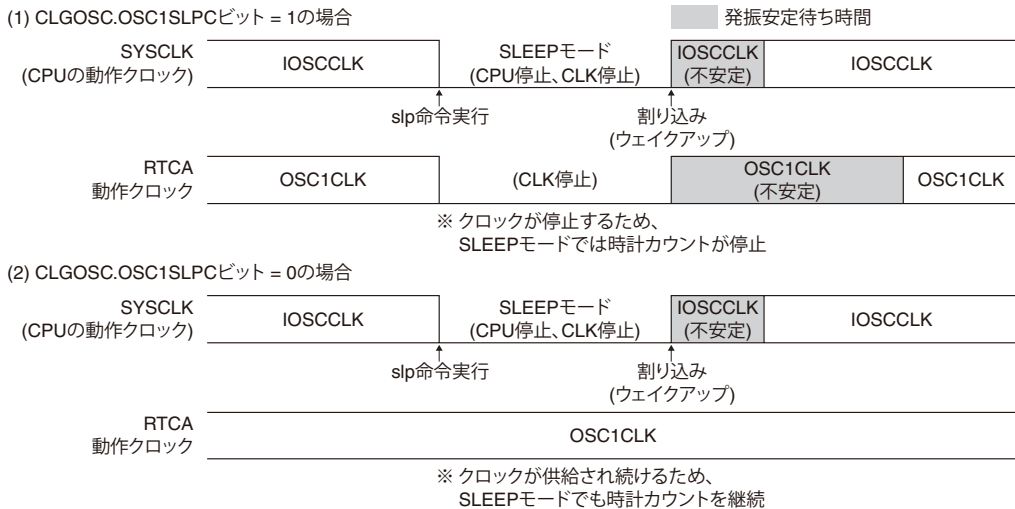 (1) CLGOSC.OSC1SLPCビット = 1の場合
発振安定待ち時間
SYSCLK
(CPUの動作クロック)
IOSCCLK
SLEEPモード
(CPU停止、CLK停止)
IOSCCLK
(不安定)
IOSCCLK
slp命令実行
割り込み
(ウェイクアップ)
RTCA
動作クロック
OSC1CLK
(CLK停止)
OSC1CLK
(不安定)
OSC1CLK
※ クロックが停止するため、
SLEEPモードでは時計カウントが停止
(2) CLGOSC.OSC1SLPCビット = 0の場合
SYSCLK
(CPUの動作クロック)
IOSCCLK
SLEEPモード
(CPU停止、CLK停止)
IOSCCLK
(不安定)
IOSCCLK
slp命令実行
割り込み
(ウェイクアップ)
RTCA
動作クロック
OSC1CLK
※ クロックが供給され続けるため、
SLEEPモードでも時計カウントを継続